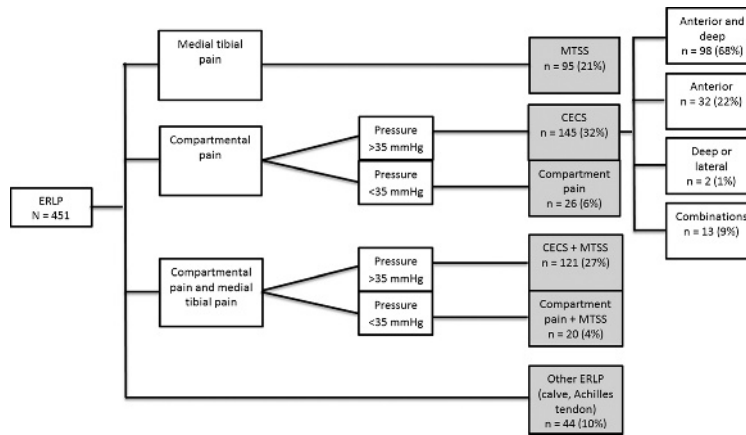 ERLP
N = 451
Medial tibial
pain
Compartmental
pain
Compartmental
pain and medial
tibial pain
Pressure
>35 mmHg
Pressure
<35 mmHg
Pressure
>35 mmHg
Pressure
<35 mmHg
MTSS
n = 95 (21%)
CECS
n = 145 (32%)
Compartment
pain
n = 26 (6%)
CECS + MTSS
n = 121 (27%)
Compartment
pain + MTSS
n = 20 (4%)
Other ERLP
(calve, Achilles
tendon)
n = 44 (10%)
Anterior and
deep
n = 98 (68%)
Anterior
n = 32 (22%)
Deep or
lateral
n = 2 (1%)
Combinations
n = 13 (9%)